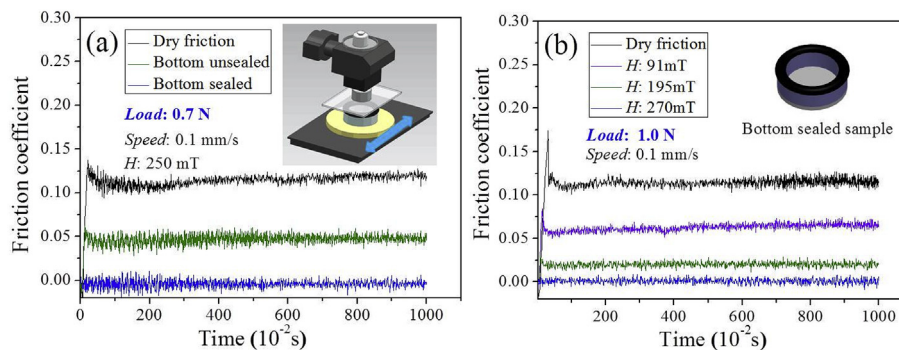 (a)
Dry friction
Bottom unsealed
Bottom sealed
Load: 0.7 N
Speed: 0.1 mm/s
H: 250 mT
Friction coefficient
0.30
0.25
0.20
0.15
0.10
0.05
0.00
0 200 400 600 800 1000
Time (10⁻²s)
(b)
Dry friction
H: 91mT
H: 195mT
H: 270mT
Load: 1.0 N
Speed: 0.1 mm/s
Bottom sealed sample
Friction coefficient
0.30
0.25
0.20
0.15
0.10
0.05
0.00
200 400 600 800 1000
Time (10⁻²s)